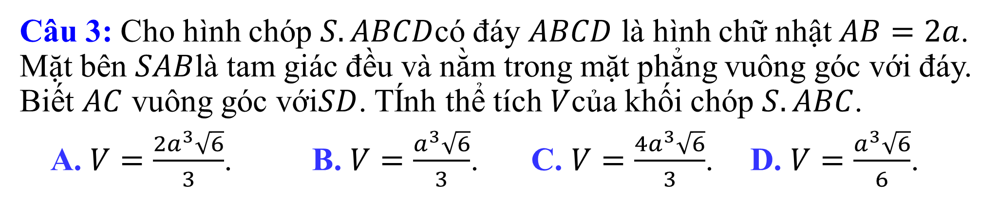 Câu 3: Cho hình chóp S.ABCD có đáy ABCD là hình chữ nhật AB = 2a.
Mặt bên SAB là tam giác đều và nằm trong mặt phẳng vuông góc với đáy.
Biết AC vuông góc với SD. TÍnh thể tích V của khối chóp S.ABC.
A. V = \frac{2a^3\sqrt{6}}{3}. B. V = \frac{a^3\sqrt{6}}{3}. C. V = \frac{4a^3\sqrt{6}}{3}. D. V = \frac{a^3\sqrt{6}}{6}.